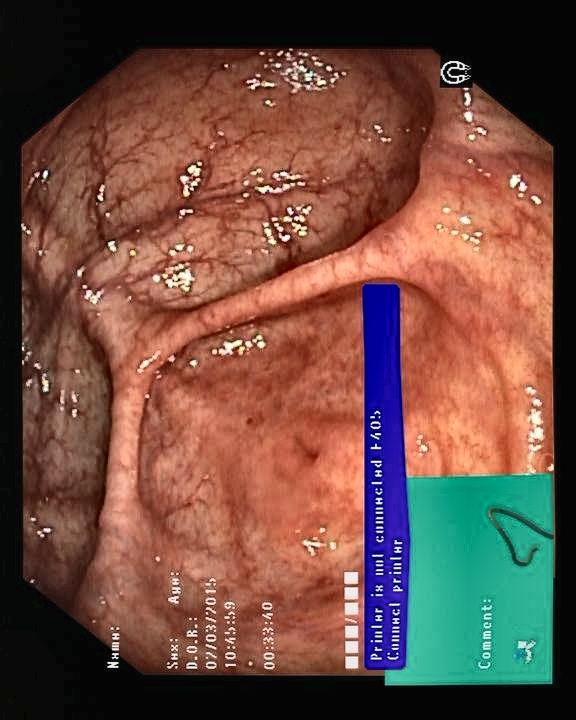 Name:
Sex: Age:
D.O.B.:
02/03/2015
10:45:59
00:33:40
/
Printer is not connected F405
Connect printer
Comment: